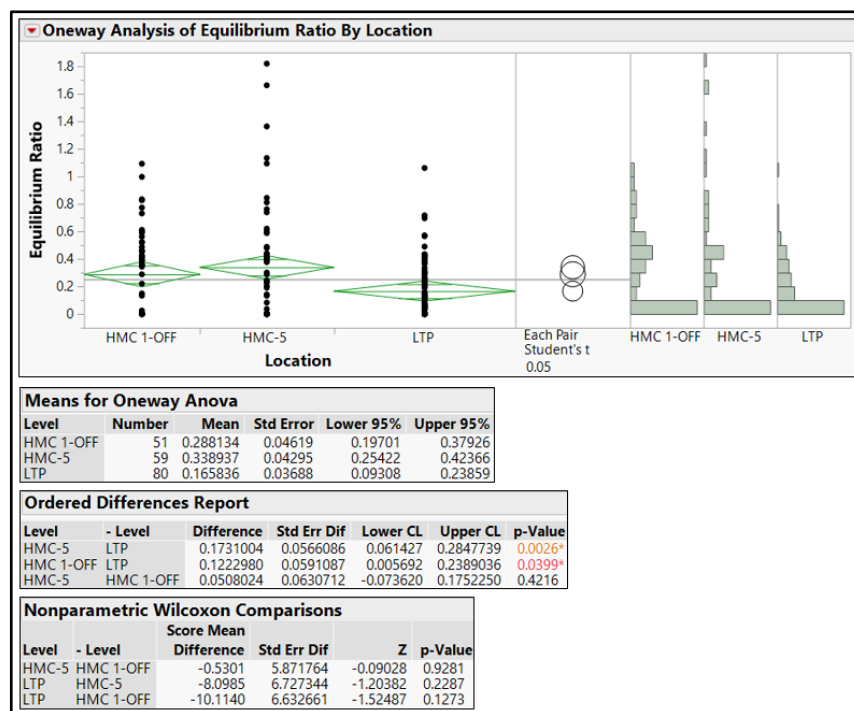 Oneway Analysis of Equilibrium Ratio By Location
Equilibrium Ratio
1.8
1.6
1.4
1.2
1
0.8
0.6
0.4
0.2
0
HMC 1-OFF HMC-5 LTP Each Pair HMC 1-OFF HMC-5 LTP
Student's t
0.05
Location
Means for Oneway Anova
Level Number Mean Std Error Lower 95% Upper 95%
HMC 1-OFF 51 0.288134 0.04619 0.19701 0.37926
HMC-5 59 0.338937 0.04295 0.25422 0.42366
LTP 80 0.165836 0.03688 0.09308 0.23859
Ordered Differences Report
Level - Level Difference Std Err Dif Lower CL Upper CL p-Value
HMC-5 LTP 0.1731004 0.0566086 0.061427 0.2847739 0.0026*
HMC 1-OFF LTP 0.1222980 0.0591087 0.005692 0.2389036 0.0399*
HMC-5 HMC 1-OFF 0.0508024 0.0630712 -0.073620 0.1752250 0.4216
Nonparametric Wilcoxon Comparisons
Score Mean
Level - Level Difference Std Err Dif Z p-Value
HMC-5 HMC 1-OFF -0.5301 5.871764 -0.09028 0.9281
LTP HMC-5 -8.0985 6.727344 -1.20382 0.2287
LTP HMC 1-OFF -10.1140 6.632661 -1.52487 0.1273